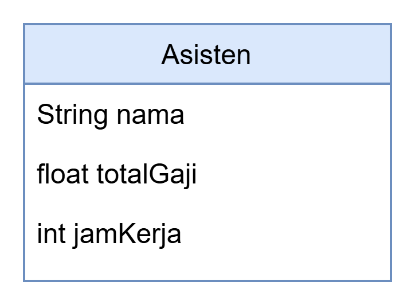 Asisten
String nama
float totalGaji
int jamKerja